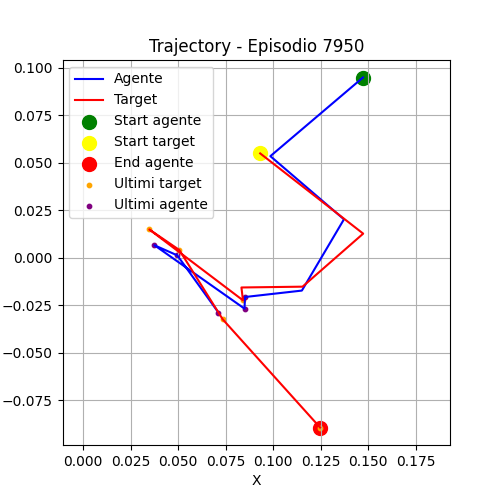 Trajectory - Episodio 7950
0.100
0.075
0.050
0.025
0.000
−0.025
−0.050
−0.075
Agente
Target
Start agente
Start target
End agente
Ultimi target
Ultimi agente
0.000 0.025 0.050 0.075 0.100 0.125 0.150 0.175
X